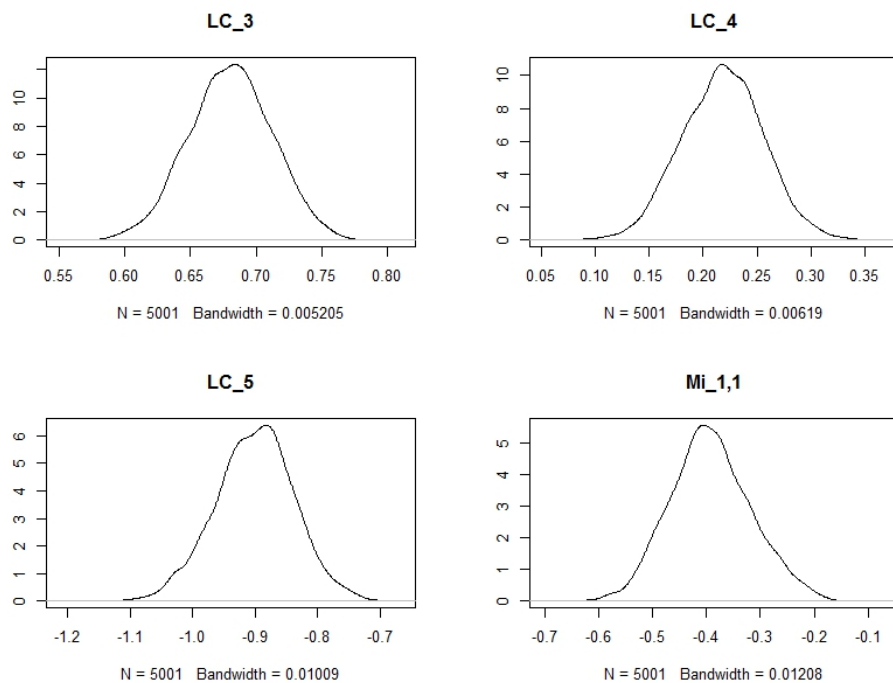 LC_3
0 2 4 6 8 10
0.55 0.60 0.65 0.70 0.75 0.80
N = 5001 Bandwidth = 0.005205
LC_4
0 2 4 6 8 10
0.05 0.10 0.15 0.20 0.25 0.30 0.35
N = 5001 Bandwidth = 0.00619
LC_5
0 1 2 3 4 5 6
-1.2 -1.1 -1.0 -0.9 -0.8 -0.7
N = 5001 Bandwidth = 0.01009
Mi_1,1
0 1 2 3 4 5
-0.7 -0.6 -0.5 -0.4 -0.3 -0.2 -0.1
N = 5001 Bandwidth = 0.01208